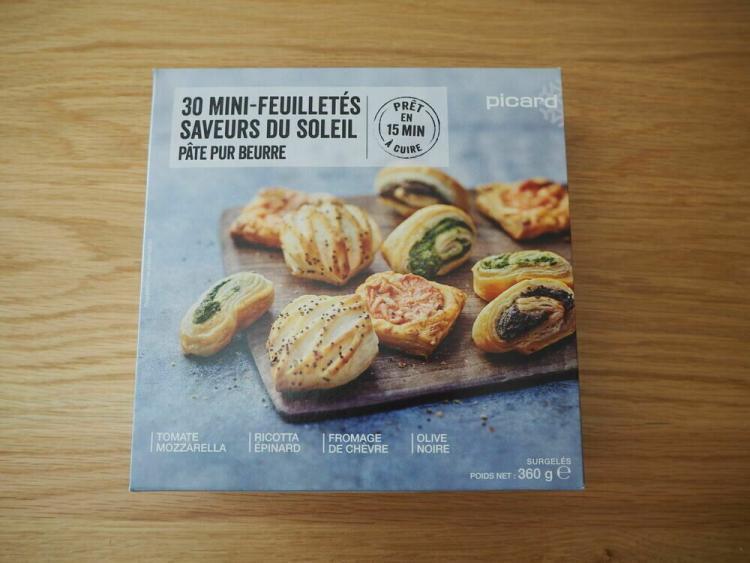 30 MINI-FEUILLETÉS
SAVEURS DU SOLEIL
PÂTE PUR BEURRE
PRÊT
EN
15 MIN
À CUIRE
picard
TOMATE
MOZZARELLA
RICOTTA
ÉPINARD
FROMAGE
DE CHÈVRE
OLIVE
NOIRE
SURGELÉS
POIDS NET : 360 g ℮